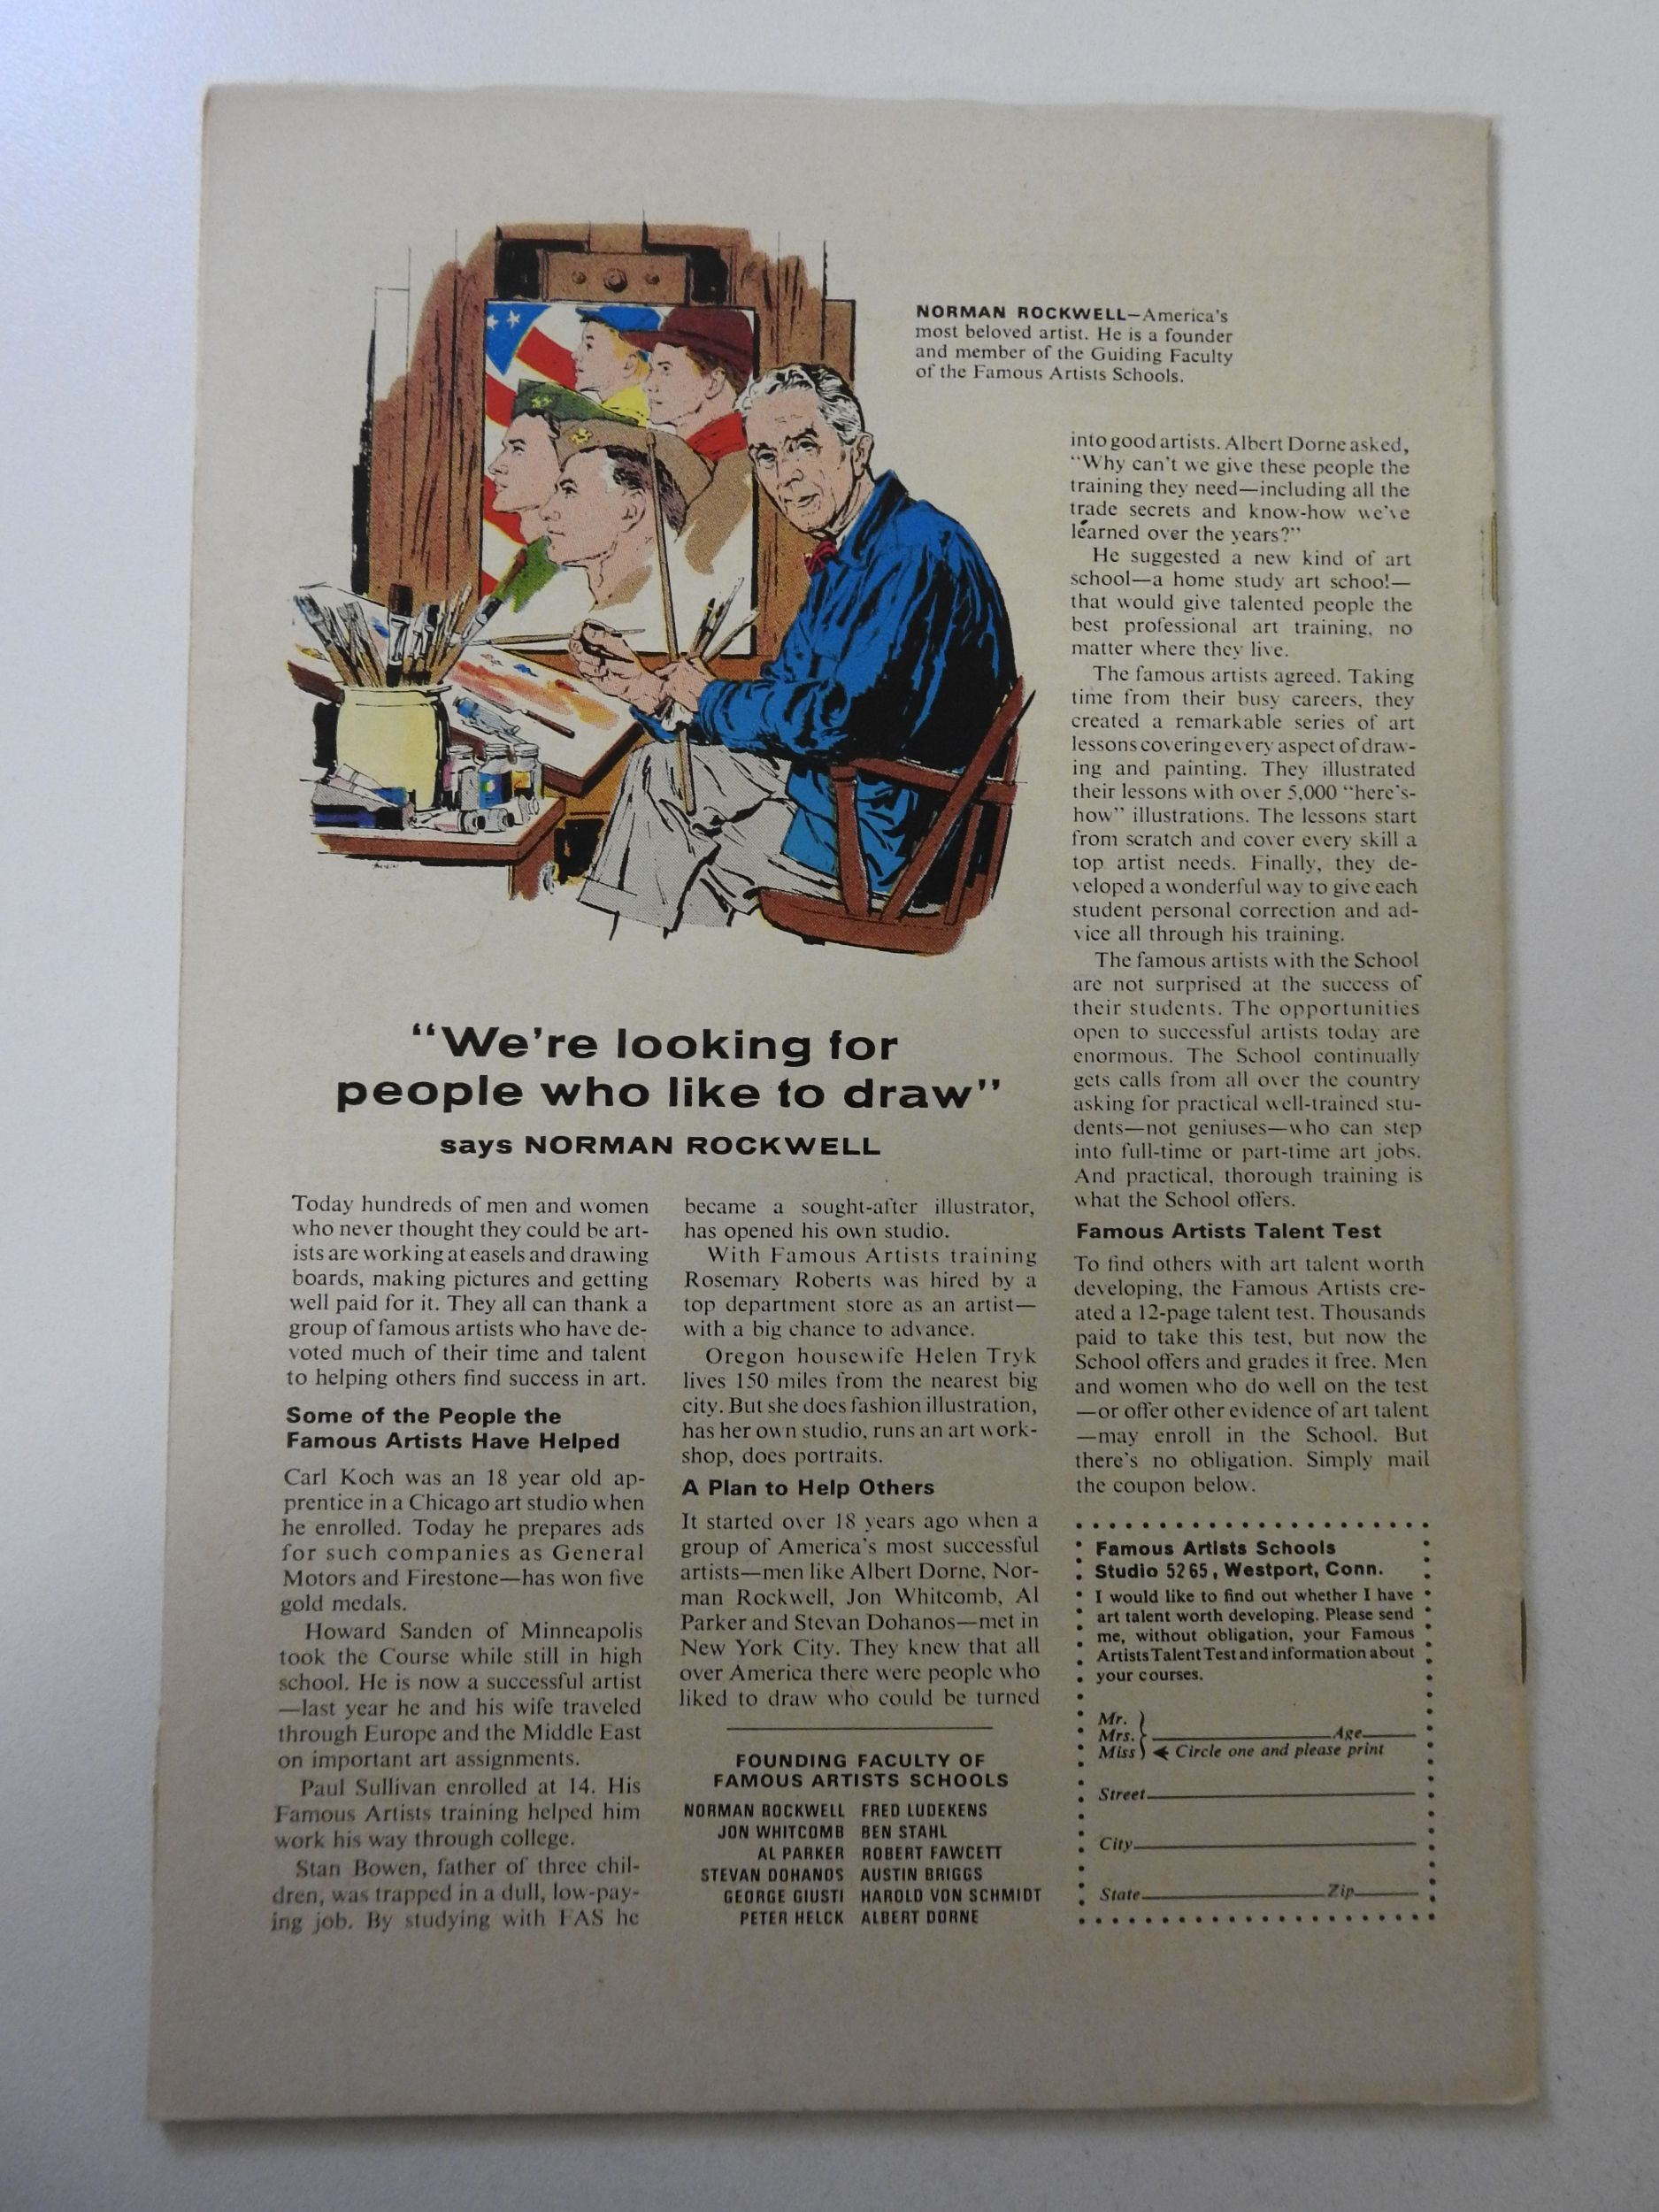 NORMAN ROCKWELL—America's
most beloved artist. He is a founder
and member of the Guiding Faculty
of the Famous Artists Schools.
"We're looking for
people who like to draw"
says NORMAN ROCKWELL
Today hundreds of men and women
who never thought they could be art-
ists are working at easels and drawing
boards, making pictures and getting
well paid for it. They all can thank a
group of famous artists who have de-
voted much of their time and talent
to helping others find success in art.
Some of the People the
Famous Artists Have Helped
Carl Koch was an 18 year old ap-
prentice in a Chicago art studio when
he enrolled. Today he prepares ads
for such companies as General
Motors and Firestone—has won five
gold medals.
Howard Sanden of Minneapolis
took the Course while still in high
school. He is now a successful artist
—last year he and his wife traveled
through Europe and the Middle East
on important art assignments.
Paul Sullivan enrolled at 14. His
Famous Artists training helped him
work his way through college.
Stan Bowen, father of three chil-
dren, was trapped in a dull, low-pay-
ing job. By studying with FAS he
became a sought-after illustrator,
has opened his own studio.
With Famous Artists training
Rosemary Roberts was hired by a
top department store as an artist—
with a big chance to advance.
Oregon housewife Helen Tryk
lives 150 miles from the nearest big
city. But she does fashion illustration,
has her own studio, runs an art work-
shop, does portraits.
A Plan to Help Others
It started over 18 years ago when a
group of America's most successful
artists—men like Albert Dorne, Nor-
man Rockwell, Jon Whitcomb, Al
Parker and Stevan Dohanos—met in
New York City. They knew that all
over America there were people who
liked to draw who could be turned
FOUNDING FACULTY OF
FAMOUS ARTISTS SCHOOLS
NORMAN ROCKWELL FRED LUDEKENS
JON WHITCOMB BEN STAHL
AL PARKER ROBERT FAWCETT
STEVAN DOHANOS AUSTIN BRIGGS
GEORGE GIUSTI HAROLD VON SCHMIDT
PETER HELCK ALBERT DORNE
into good artists. Albert Dorne asked,
"Why can't we give these people the
training they need—including all the
trade secrets and know-how we've
learned over the years?"
He suggested a new kind of art
school—a home study art school—
that would give talented people the
best professional art training, no
matter where they live.
The famous artists agreed. Taking
time from their busy careers, they
created a remarkable series of art
lessons covering every aspect of draw-
ing and painting. They illustrated
their lessons with over 5,000 "here's-
how" illustrations. The lessons start
from scratch and cover every skill a
top artist needs. Finally, they de-
veloped a wonderful way to give each
student personal correction and ad-
vice all through his training.
The famous artists with the School
are not surprised at the success of
their students. The opportunities
open to successful artists today are
enormous. The School continually
gets calls from all over the country
asking for practical well-trained stu-
dents—not geniuses—who can step
into full-time or part-time art jobs.
And practical, thorough training is
what the School offers.
Famous Artists Talent Test
To find others with art talent worth
developing, the Famous Artists cre-
ated a 12-page talent test. Thousands
paid to take this test, but now the
School offers and grades it free. Men
and women who do well on the test
—or offer other evidence of art talent
—may enroll in the School. But
there's no obligation. Simply mail
the coupon below.
Famous Artists Schools
Studio 5265, Westport, Conn.
I would like to find out whether I have
art talent worth developing. Please send
me, without obligation, your Famous
Artists Talent Test and information about
your courses.
Mr.
Mrs. Age
Miss Circle one and please print
Street
City
State Zip